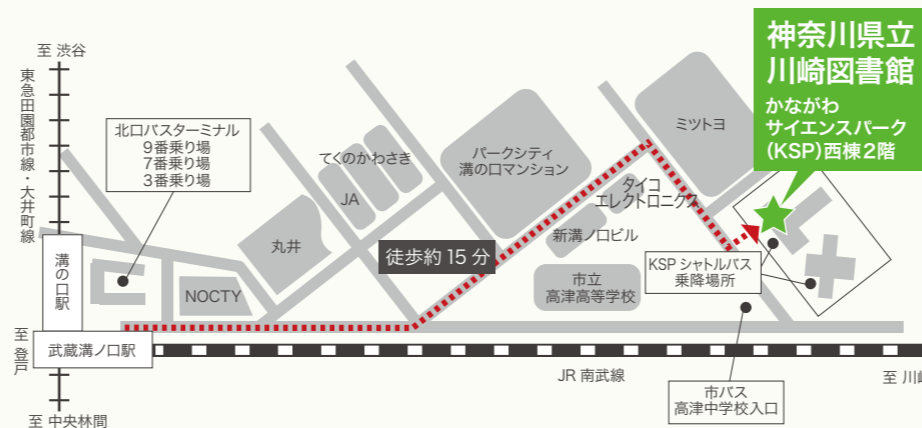 至 渋谷
東急田園都市線・大井町線
北口バスターミナル
9番乗り場
7番乗り場
3番乗り場
てくのかわさき
JA
丸井
NOCTY
パークシティ
溝の口マンション
徒歩約15分
ミツトヨ
タイコ
エレクトロニクス
新溝ノ口ビル
市立
高津高等学校
神奈川県立
川崎図書館
かながわ
サイエンスパーク
(KSP)西棟2階
KSPシャトルバス
乗降場所
溝の口駅
至 登戸
武蔵溝ノ口駅
JR南武線
至 川崎
市バス
高津中学校入口
至 中央林間